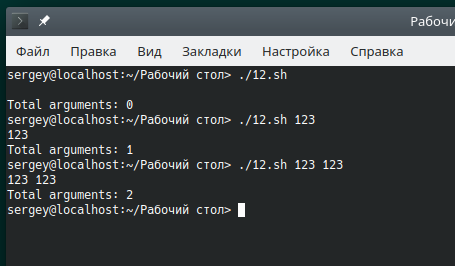 Рабочи
Файл Правка Вид Закладки Настройка Справка
sergey@localhost:~/Рабочий стол> ./12.sh

Total arguments: 0
sergey@localhost:~/Рабочий стол> ./12.sh 123
123
Total arguments: 1
sergey@localhost:~/Рабочий стол> ./12.sh 123 123
123 123
Total arguments: 2
sergey@localhost:~/Рабочий стол>